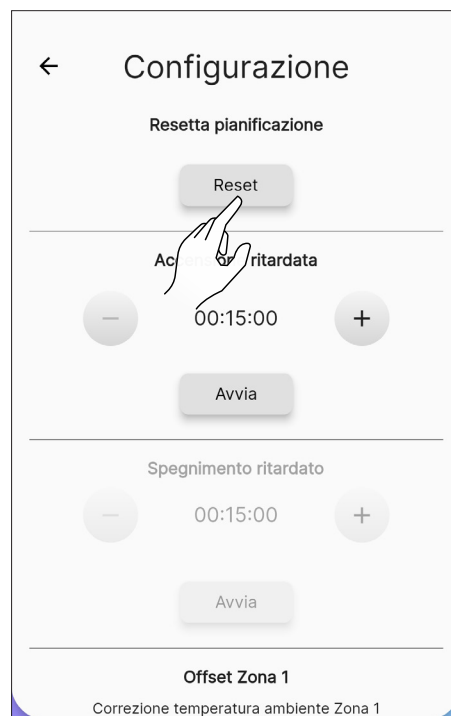 Configurazione
Resetta pianificazione
Reset
Accensione ritardata
00:15:00
Avvia
Spegnimento ritardato
00:15:00
Avvia
Offset Zona 1
Correzione temperatura ambiente Zona 1